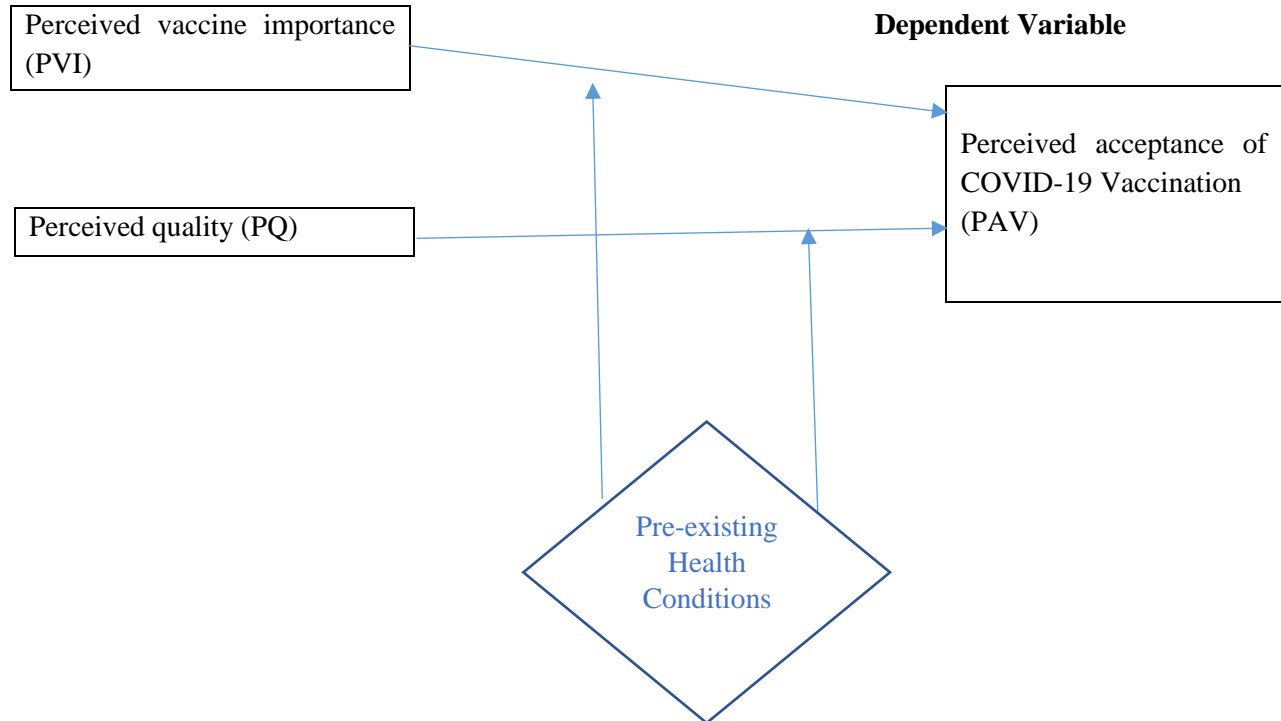 Perceived vaccine importance
(PVI)
Dependent Variable
Perceived acceptance of
COVID-19 Vaccination
(PAV)
Perceived quality (PQ)
Pre-existing
Health
Conditions